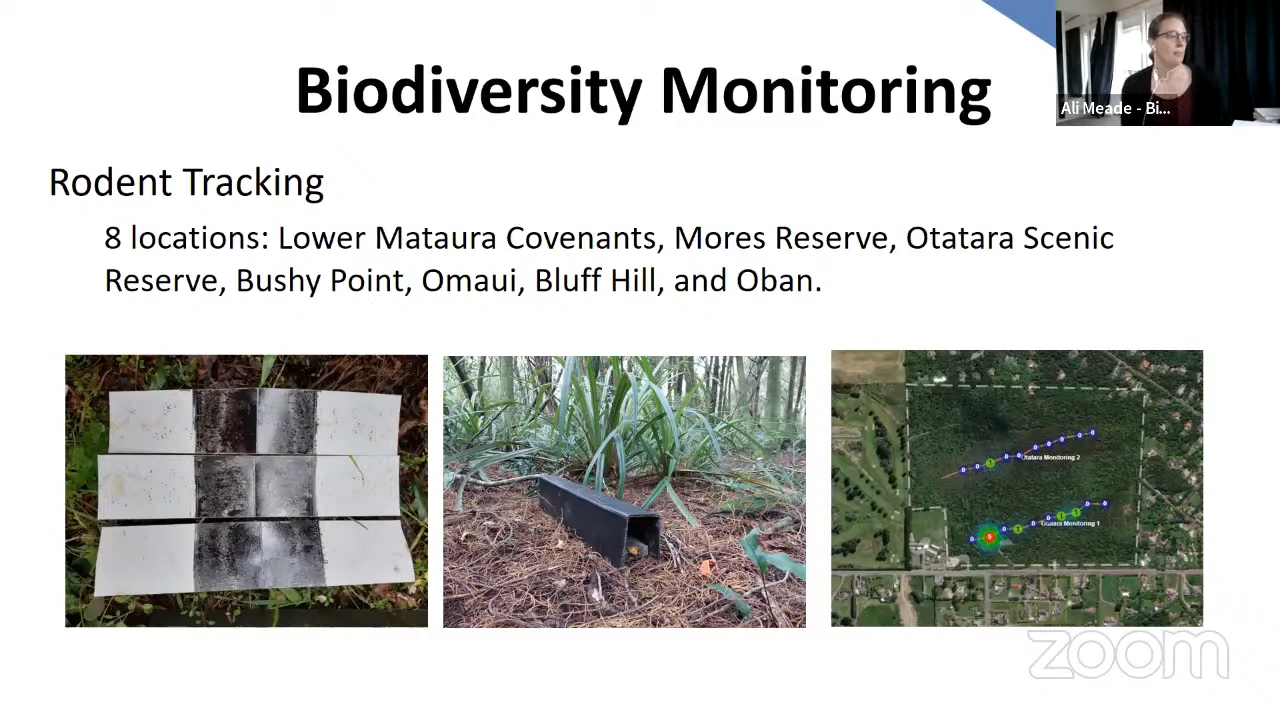 Biodiversity Monitoring
Ali Meade - Bi...
Rodent Tracking
8 locations: Lower Mataura Covenants, Mores Reserve, Otatara Scenic
Reserve, Bushy Point, Omaui, Bluff Hill, and Oban.
Otatara Monitoring 2
Otatara Monitoring 1
zoom